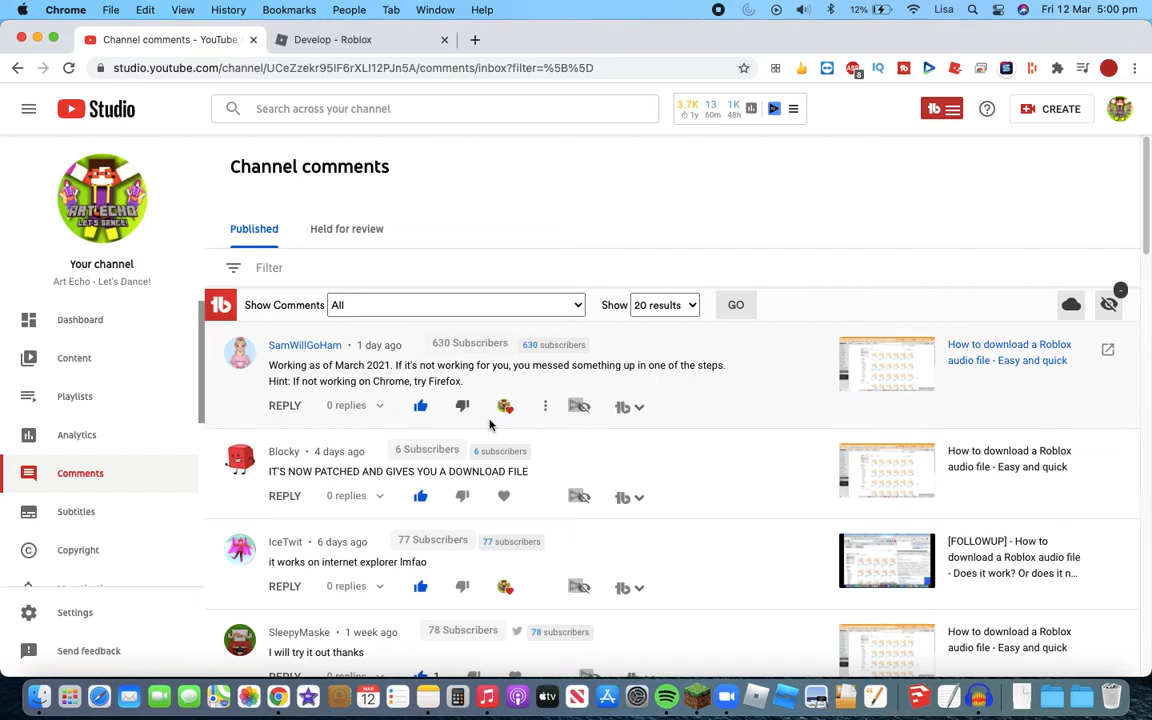 Chrome File Edit View History Bookmarks People Tab Window Help 12% Lisa Fri 12 Mar 5:00 pm
Channel comments - YouTube Develop - Roblox
studio.youtube.com/channel/UCeZzekr95IF6rXLI12PJn5A/comments/inbox?filter=%5B%5D
Studio
Search across your channel
3.7K 13 1K
1y 60m 48h
CREATE
ART ECHO
LET'S DANCE!
Your channel
Art Echo - Let's Dance!
Dashboard
Content
Playlists
Analytics
Comments
Subtitles
Copyright
Settings
Send feedback
Channel comments
Published Held for review
Filter
Show Comments All Show 20 results GO
SamWillGoHam • 1 day ago 630 Subscribers 630 subscribers
Working as of March 2021. If it's not working for you, you messed something up in one of the steps.
Hint: If not working on Chrome, try Firefox.
REPLY 0 replies
How to download a Roblox
audio file - Easy and quick
Blocky • 4 days ago 6 Subscribers 6 subscribers
IT'S NOW PATCHED AND GIVES YOU A DOWNLOAD FILE
REPLY 0 replies
How to download a Roblox
audio file - Easy and quick
IceTwit • 6 days ago 77 Subscribers 77 subscribers
it works on internet explorer lmfao
REPLY 0 replies
[FOLLOWUP] - How to
download a Roblox audio file
- Does it work? Or does it n...
SleepyMaske • 1 week ago 78 Subscribers 78 subscribers
I will try it out thanks
How to download a Roblox
audio file - Easy and quick